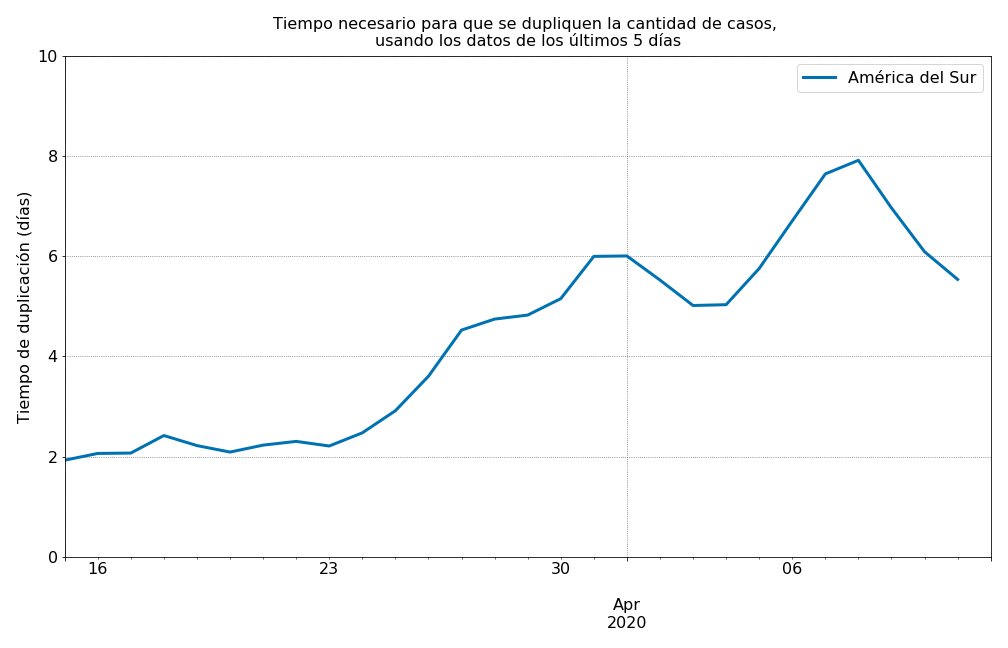 Tiempo necesario para que se dupliquen la cantidad de casos,
usando los datos de los últimos 5 días
América del Sur
Tiempo de duplicación (días)
10
8
6
4
2
0
16
23
30
06
Apr
2020